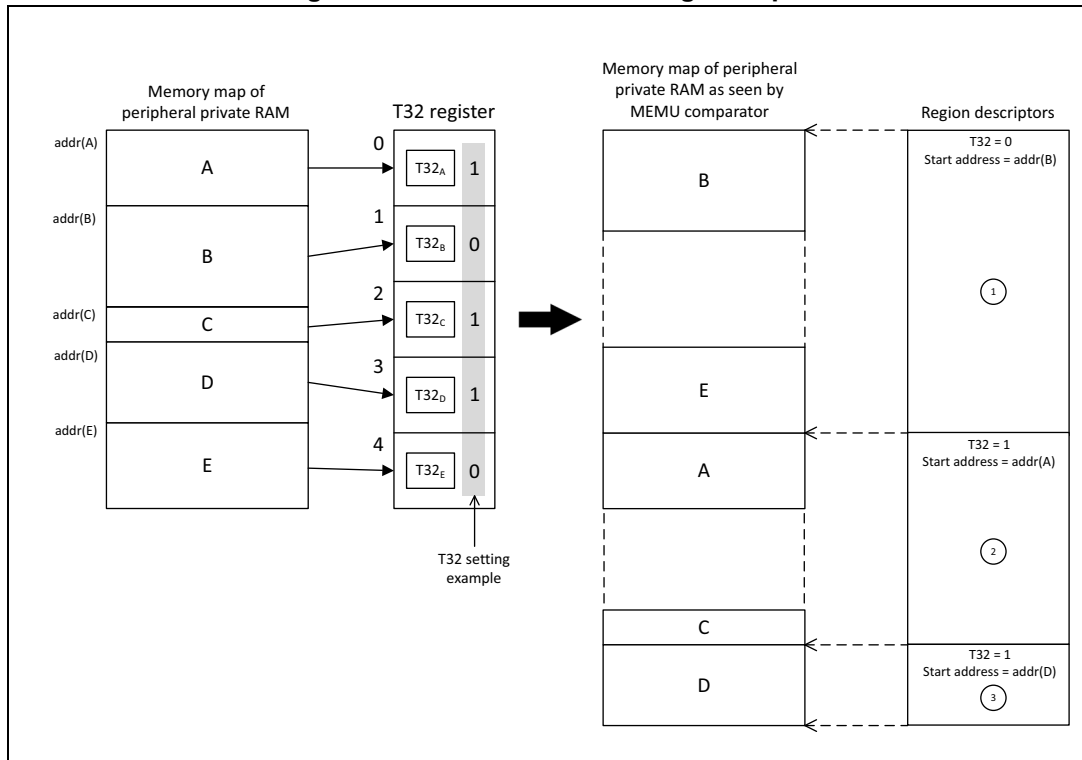 Memory map of
peripheral private RAM
T32 register
Memory map of peripheral
private RAM as seen by
MEMU comparator
Region descriptors
addr(A)
A
0
T32A
1
addr(B)
B
1
T32B
0
addr(C)
C
2
T32C
1
addr(D)
D
3
T32D
1
addr(E)
E
4
T32E
0
T32 setting
example
B
E
A
C
D
T32 = 0
Start address = addr(B)
1
T32 = 1
Start address = addr(A)
2
T32 = 1
Start address = addr(D)
3